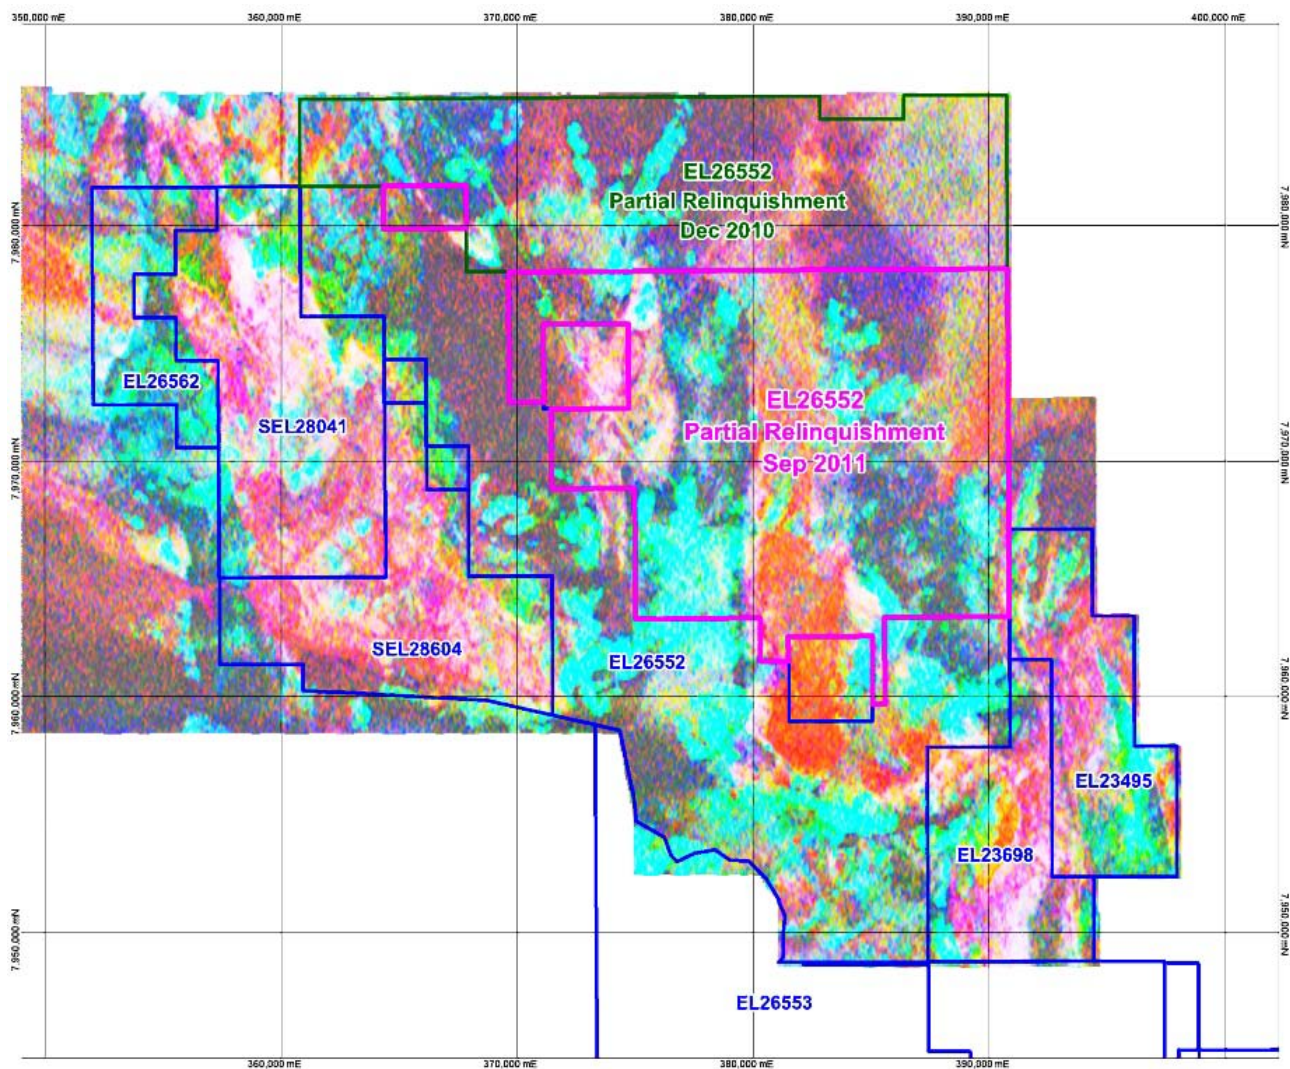 350,000 mE
360,000 mE
370,000 mE
380,000 mE
390,000 mE
400,000 mE
EL26552
Partial Relinquishment
Dec 2010
7,980,000 mN
7,980,000 mN
EL26562
SEL28041
EL26552
Partial Relinquishment
Sep 2011
7,970,000 mN
7,970,000 mN
SEL28604
EL26552
7,960,000 mN
7,960,000 mN
EL23495
EL23698
7,950,000 mN
7,950,000 mN
EL26553
360,000 mE
370,000 mE
380,000 mE
390,000 mE